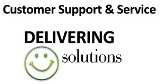 Customer Support & Service
DELIVERING
solutions